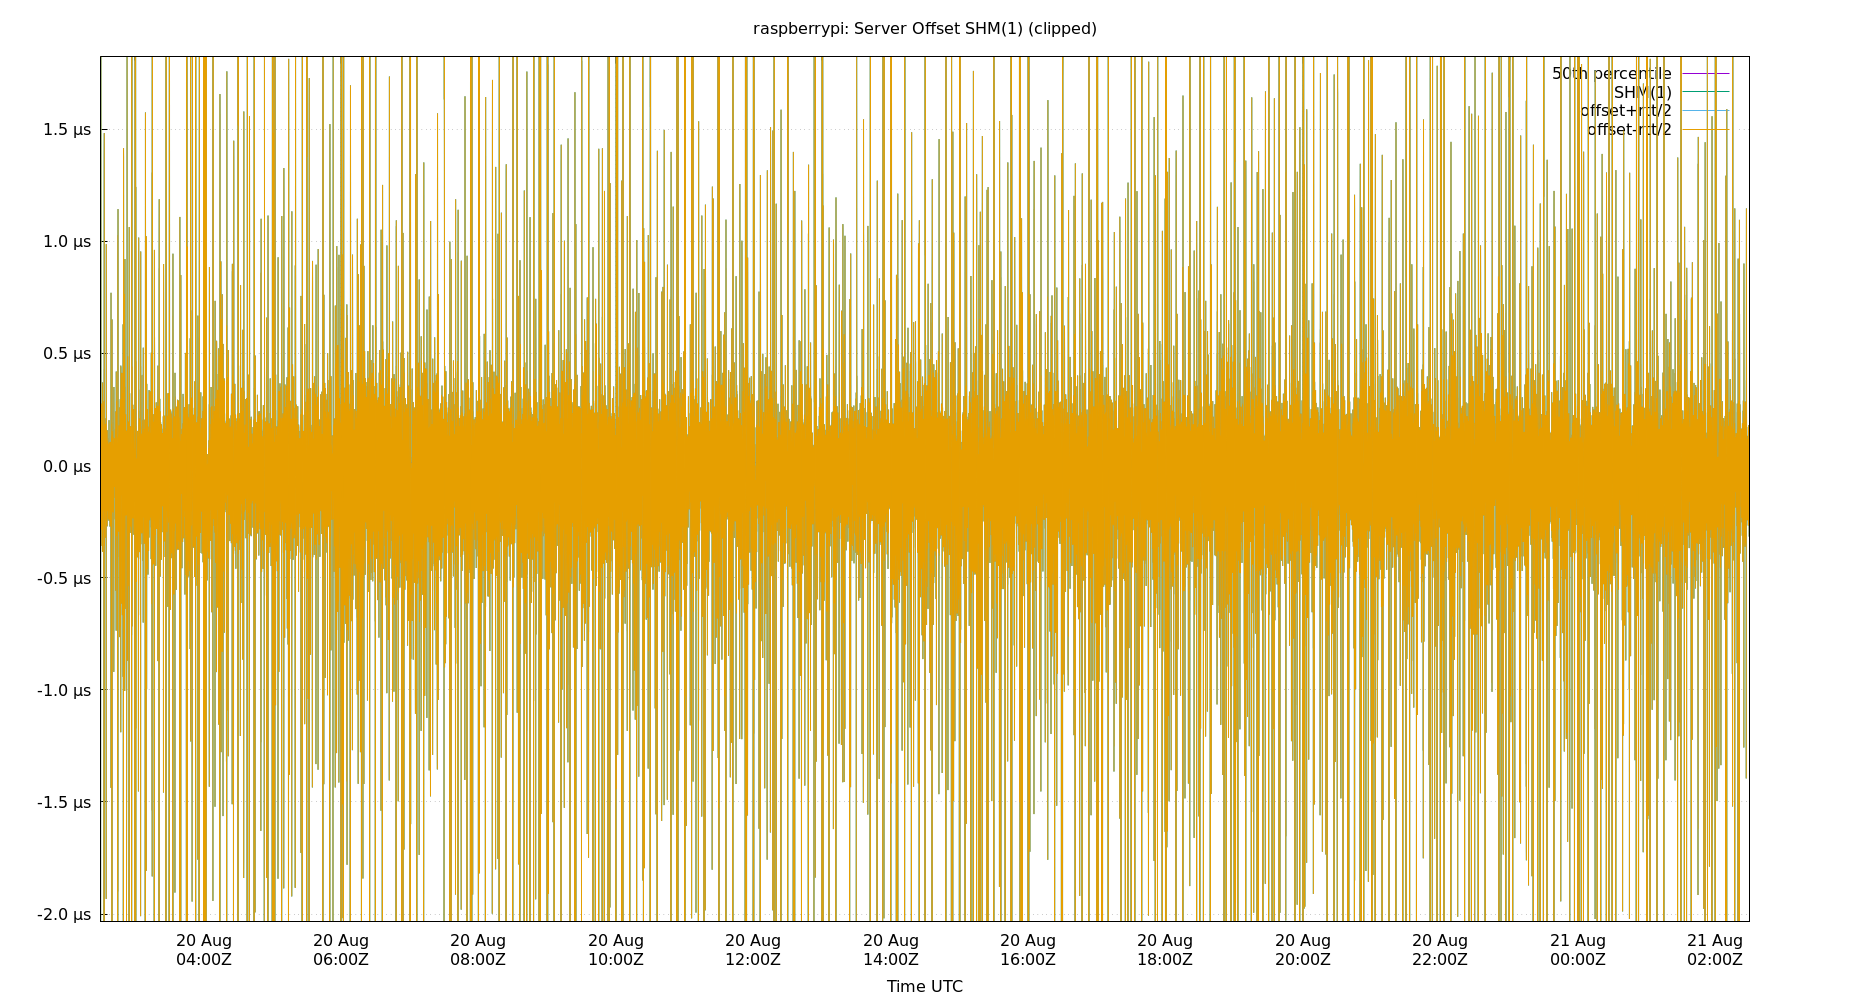 raspberrypi: Server Offset SHM(1) (clipped)
50th percentile
SHM(1)
offset+rtt/2
offset-rtt/2
1.5 µs
1.0 µs
0.5 µs
0.0 µs
-0.5 µs
-1.0 µs
-1.5 µs
-2.0 µs
20 Aug 20 Aug 20 Aug 20 Aug 20 Aug 20 Aug 20 Aug 20 Aug 20 Aug 20 Aug 21 Aug 21 Aug
04:00Z 06:00Z 08:00Z 10:00Z 12:00Z 14:00Z 16:00Z 18:00Z 20:00Z 22:00Z 00:00Z 02:00Z
Time UTC